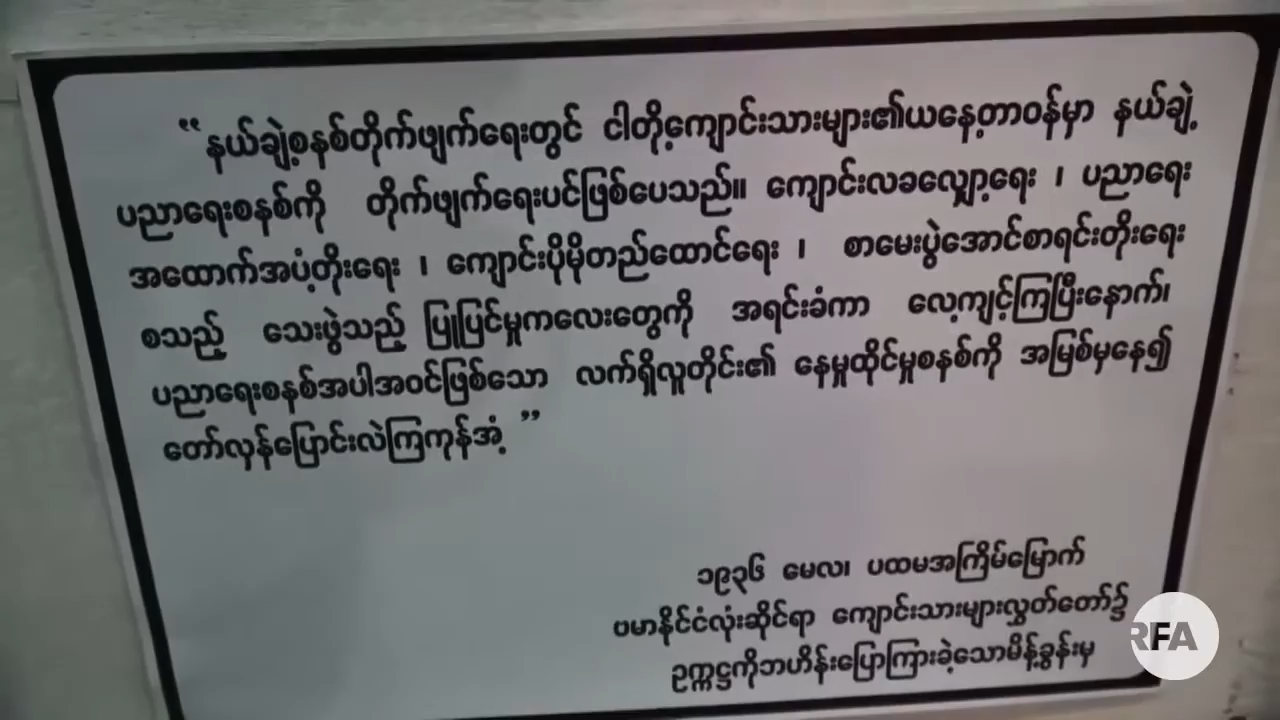 “နယ်ချဲ့စနစ်တိုက်ဖျက်ရေးတွင် ငါတို့ကျောင်းသားများ၏ယနေ့တာဝန်မှာ နယ်ချဲ့
ပညာရေးစနစ်ကို တိုက်ဖျက်ရေးပင်ဖြစ်ပေသည်။ ကျောင်းလခလျှော့ရေး ၊ ပညာရေး
အထောက်အပံ့တိုးရေး ၊ ကျောင်းပိုမိုတည်ထောင်ရေး ၊ စာမေးပွဲအောင်စာရင်းတိုးရေး
စသည့် သေးဖွဲသည့် ပြုပြင်မှုကလေးတွေကို အရင်းခံကာ လေ့ကျင့်ကြပြီးနောက်၊
ပညာရေးစနစ်အပါအဝင်ဖြစ်သော လက်ရှိလူတိုင်း၏ နေမှုထိုင်မှုစနစ်ကို အမြစ်မှနေ၍
တော်လှန်ပြောင်းလဲကြကုန်အံ့ ”
၁၉၃၆ မေလ၊ ပထမအကြိမ်မြောက်
ဗမာနိုင်ငံလုံးဆိုင်ရာ ကျောင်းသားများလွှတ်တော်၌
ဥက္ကဋ္ဌကိုဘဟိန်းပြောကြားခဲ့သောမိန့်ခွန်းမှ
RFA